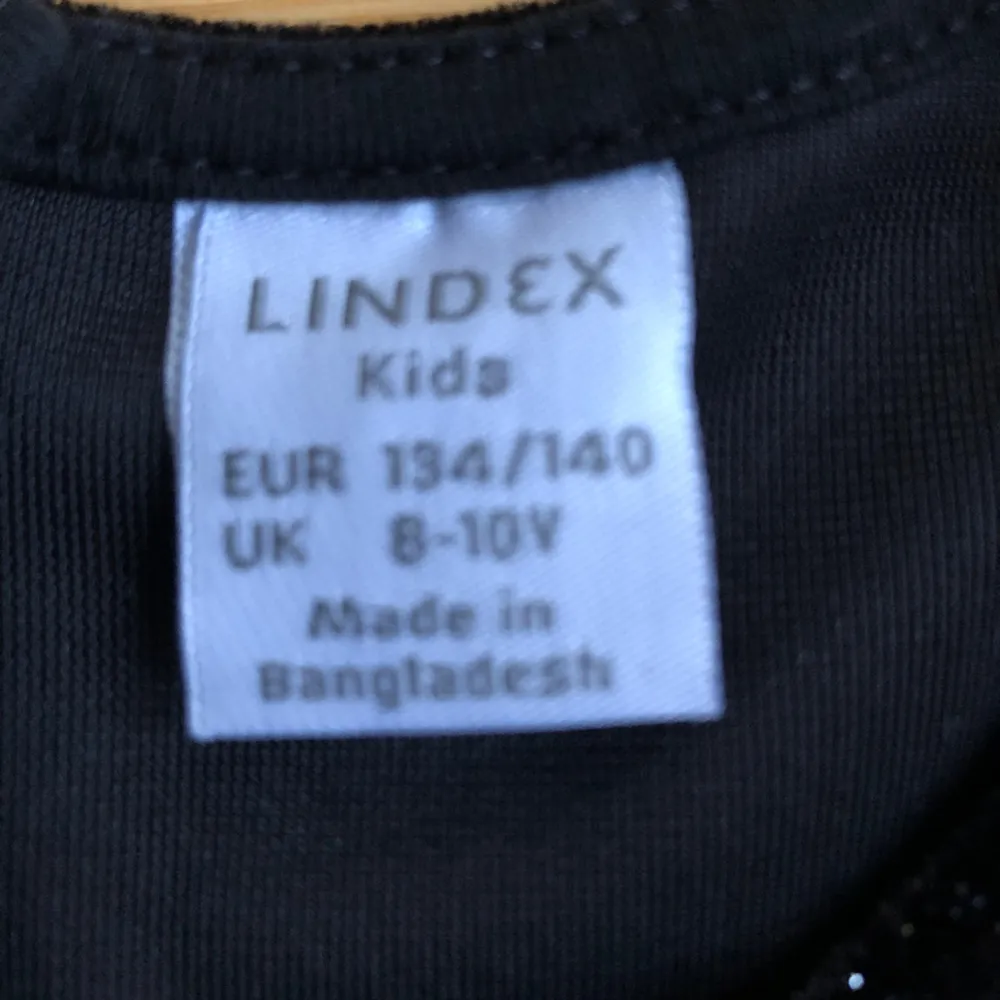 LINDEX
Kids
EUR 134/140
UK 8-10Y
Made in
Bangladesh